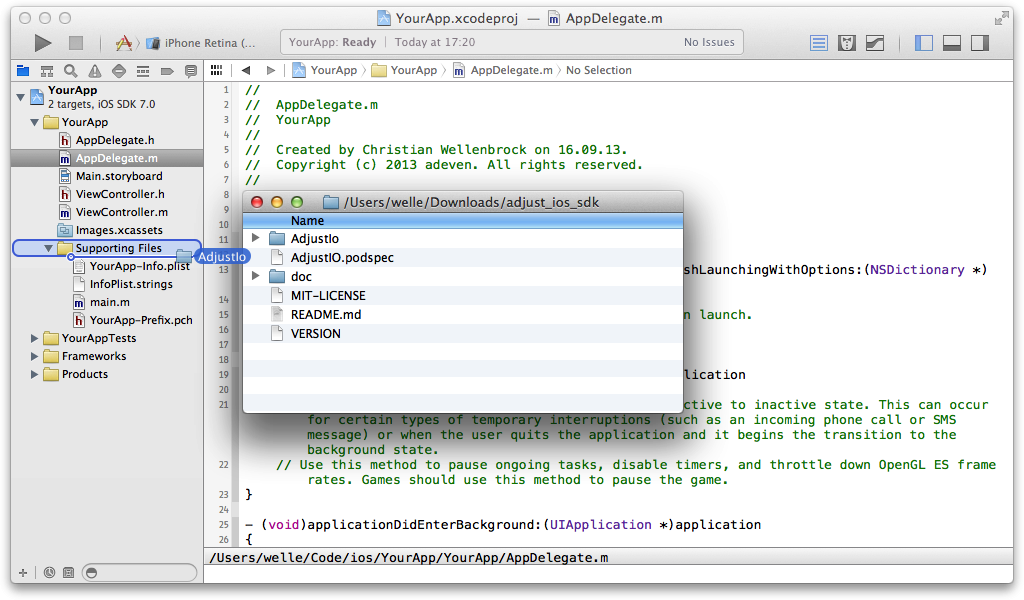 YourApp.xcodeproj — AppDelegate.m
iPhone Retina (...
YourApp: Ready | Today at 17:20
No Issues
YourApp
YourApp
AppDelegate.m
No Selection
YourApp
2 targets, iOS SDK 7.0
YourApp
AppDelegate.h
AppDelegate.m
Main.storyboard
ViewController.h
ViewController.m
Images.xcassets
Supporting Files
AdjustIo
YourApp-Info.plist
InfoPlist.strings
main.m
YourApp-Prefix.pch
YourAppTests
Frameworks
Products
1 //
2 // AppDelegate.m
3 // YourApp
4 //
5 // Created by Christian Wellenbrock on 16.09.13.
6 // Copyright (c) 2013 adeven. All rights reserved.
7 //
8
9
10
11
/Users/welle/Downloads/adjust_ios_sdk
Name
AdjustIo
AdjustIO.podspec
doc
MIT-LICENSE
README.md
VERSION
13 shLaunchingWithOptions:(NSDictionary *)
14
15 n launch.
16
17
18
19 lication
20
21 ctive to inactive state. This can occur
for certain types of temporary interruptions (such as an incoming phone call or SMS
message) or when the user quits the application and it begins the transition to the
background state.
22 // Use this method to pause ongoing tasks, disable timers, and throttle down OpenGL ES frame
rates. Games should use this method to pause the game.
23 }
24
25 – (void)applicationDidEnterBackground:(UIApplication *)application
26 {
/Users/welle/Code/ios/YourApp/YourApp/AppDelegate.m